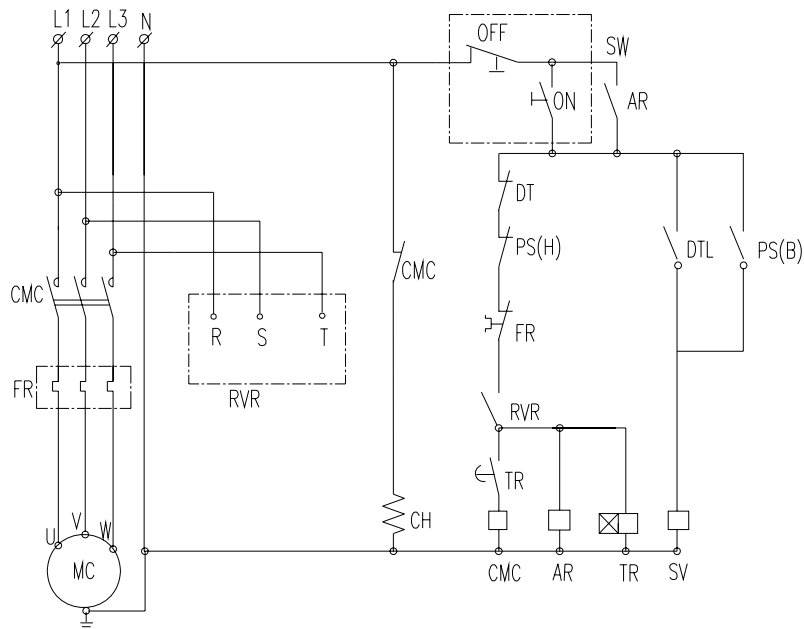 L1 L2 L3 N
OFF
SW
ON
AR
DT
PS(H)
DTL
PS(B)
CMC
CMC
FR
R S T
RVR
FR
RVR
TR
CH
U V W
MC
CMC AR TR SV